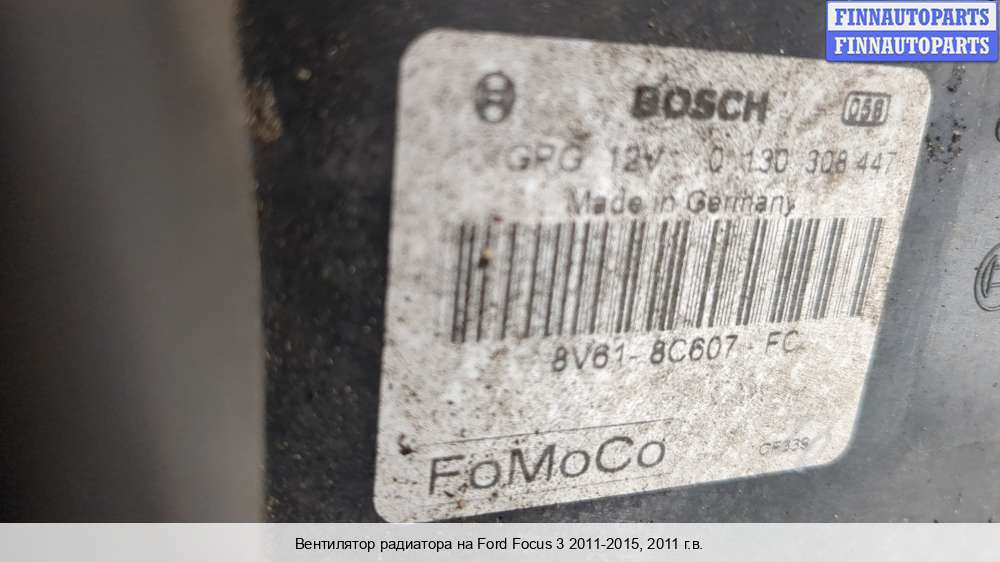 FINNAUTOPARTS
FINNAUTOPARTS
BOSCH 058
GPG 12V 0 130 308 447
Made in Germany
8V61-8C607-FC
FoMoCo
CF339
Вентилятор радиатора на Ford Focus 3 2011-2015, 2011 г.в.